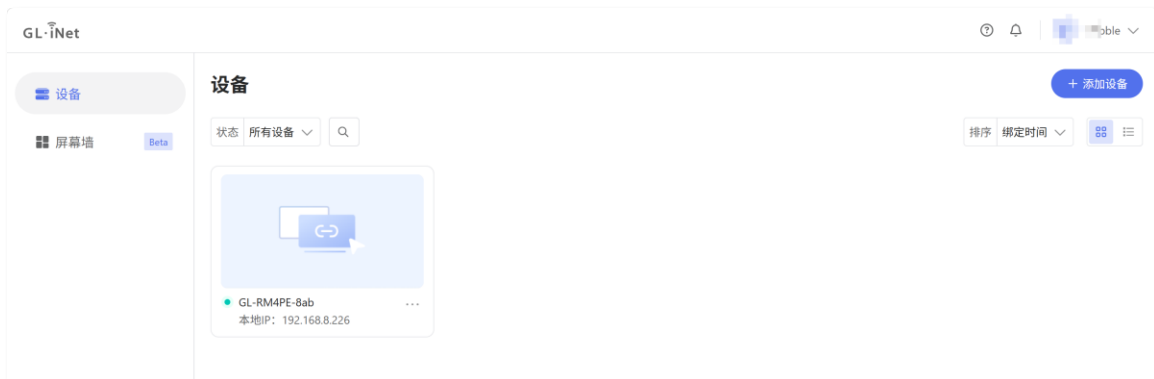 GL·iNet
设备
屏幕墙 Beta
设备
+ 添加设备
状态 所有设备
排序 绑定时间
GL-RM4PE-8ab ...
本地IP：192.168.8.226